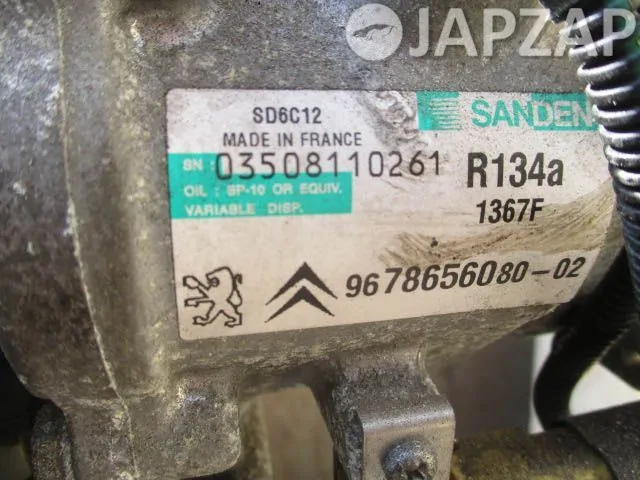 JAPZAP
SD6C12
SANDEN
MADE IN FRANCE
SN: 03508110261
R134a
OIL : SP-10 OR EQUIV.
1367F
VARIABLE DISP.
9678656080-02